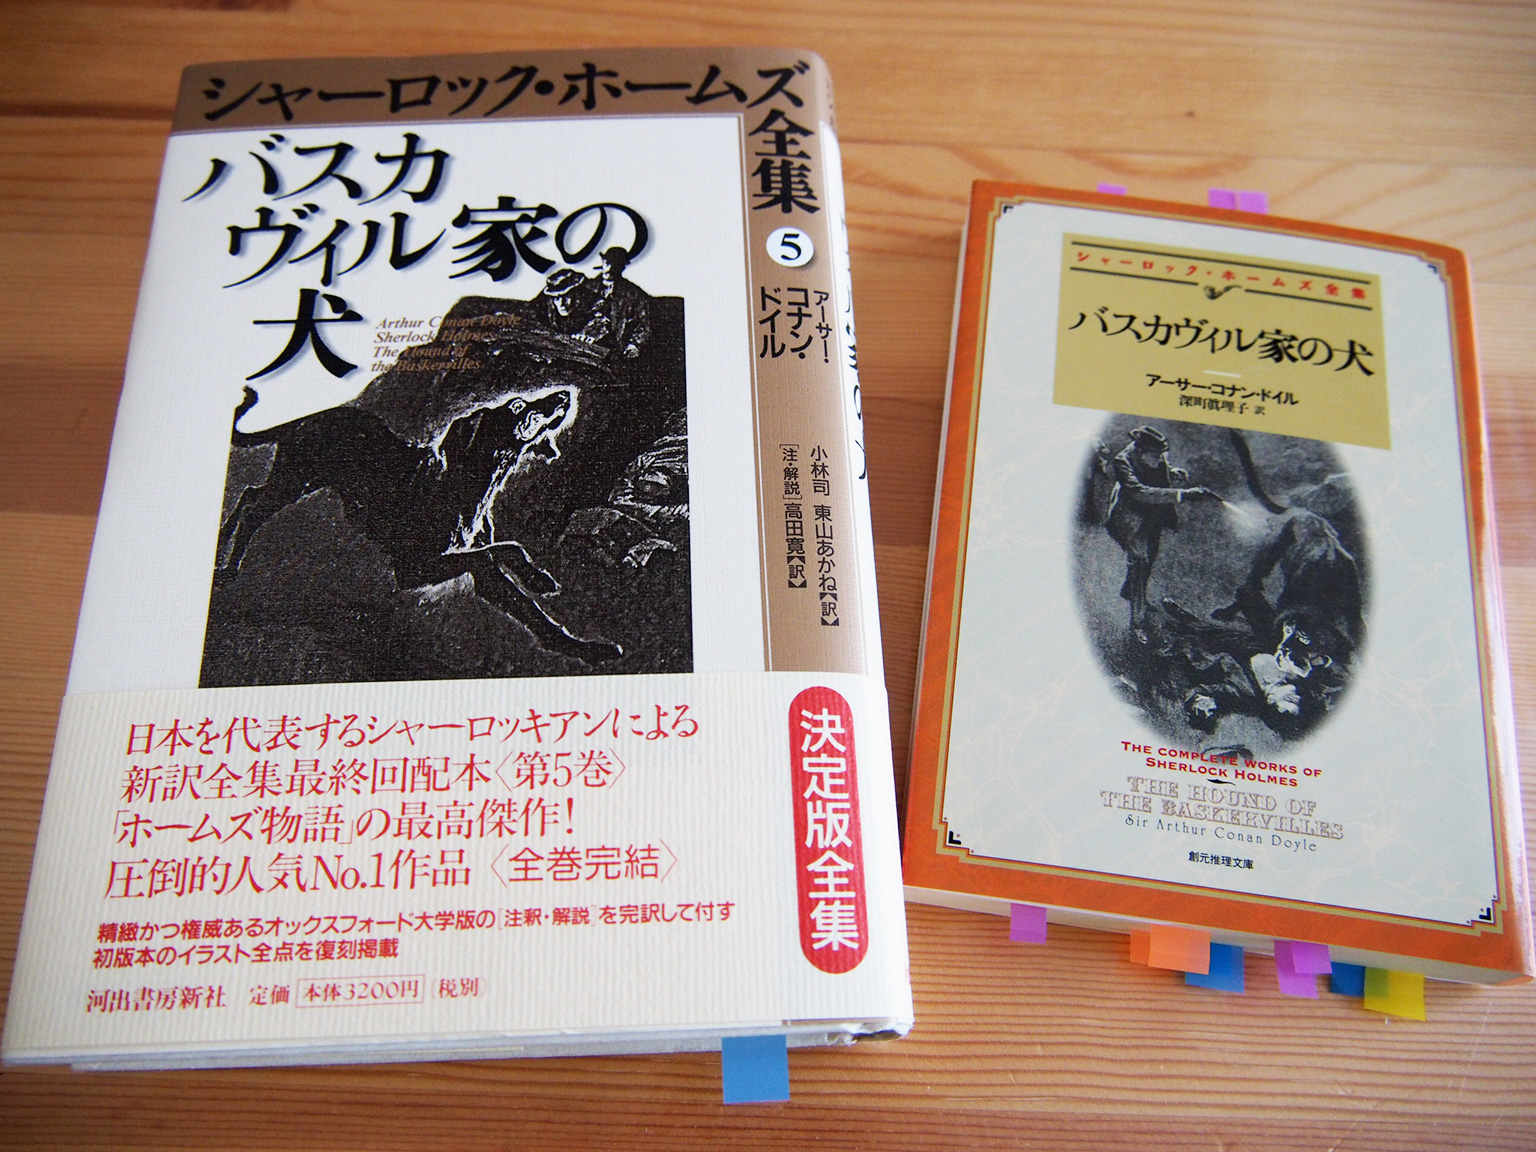 シャーロック・ホームズ全集
5
アーサー・
コナン・
ドイル
バスカ
ヴィル家の
犬
Arthur Conan Doyle
Sherlock Holmes
The Hound of
the Baskervilles
小林司 東山あかね【訳】
[注・解説]高田寛【訳】
日本を代表するシャーロッキアンによる
新訳全集最終回配本〈第5巻〉
「ホームズ物語」の最高傑作!
圧倒的人気No.1作品〈全巻完結〉
精緻かつ権威あるオックスフォード大学版の[注釈・解説]を完訳して付す
初版本のイラスト全点を復刻掲載
河出書房新社 定価 本体3200円(税別)
決定版全集
シャーロック・ホームズ全集
バスカヴィル家の犬
アーサー・コナン・ドイル
深町眞理子 訳
THE COMPLETE WORKS OF
SHERLOCK HOLMES
THE HOUND OF
THE BASKERVILLES
Sir Arthur Conan Doyle
創元推理文庫